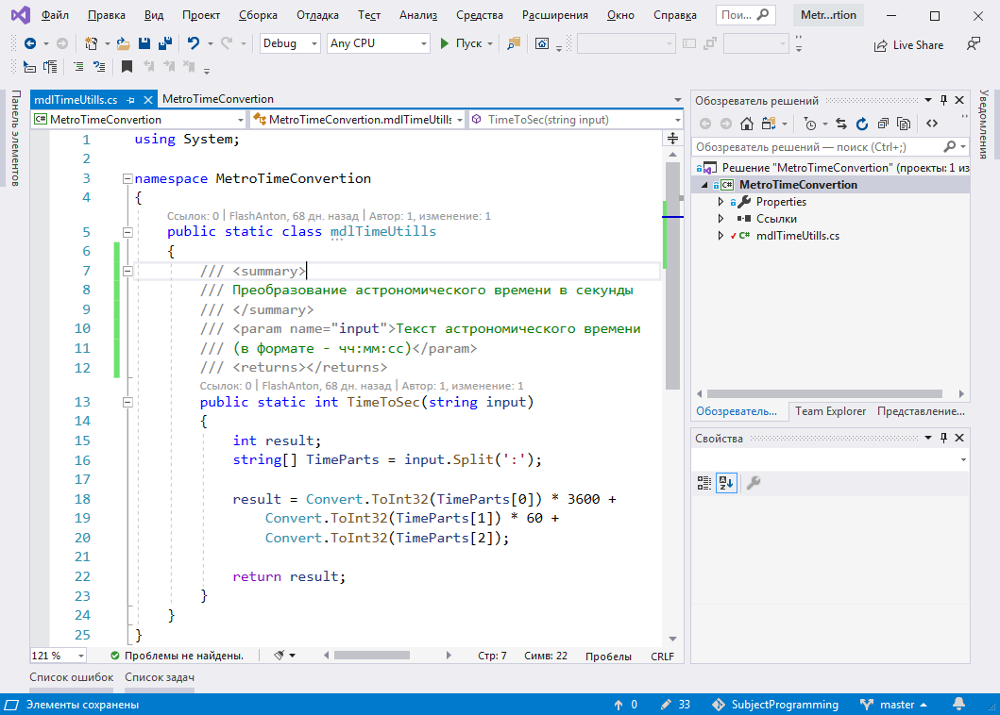 Файл Правка Вид Проект Сборка Отладка Тест Анализ Средства Расширения Окно Справка Пои... Metr...rtion
Debug Any CPU Пуск Live Share
Панель элементов
mdlTimeUtills.cs MetroTimeConvertion
MetroTimeConvertion MetroTimeConvertion.mdlTimeUtills TimeToSec(string input)
1 using System;
2
3 namespace MetroTimeConvertion
4 {
Ссылок: 0 | FlashAnton, 68 дн. назад | Автор: 1, изменение: 1
5 public static class mdlTimeUtills
6 {
7 /// <summary>
8 /// Преобразование астрономического времени в секунды
9 /// </summary>
10 /// <param name="input">Текст астрономического времени
11 /// (в формате - чч:мм:сс)</param>
12 /// <returns></returns>
Ссылок: 0 | FlashAnton, 68 дн. назад | Автор: 1, изменение: 1
13 public static int TimeToSec(string input)
14 {
15 int result;
16 string[] TimeParts = input.Split(':');
17
18 result = Convert.ToInt32(TimeParts[0]) * 3600 +
19 Convert.ToInt32(TimeParts[1]) * 60 +
20 Convert.ToInt32(TimeParts[2]);
21
22 return result;
23 }
24 }
25 }
121 % Проблемы не найдены. Стр: 7 Симв: 22 Пробелы CRLF
Обозреватель решений
Обозреватель решений — поиск (Ctrl+;)
Решение "MetroTimeConvertion" (проекты: 1 из
C# MetroTimeConvertion
Properties
Ссылки
C# mdlTimeUtills.cs
Обозреватель... Team Explorer Представление...
Свойства
Уведомления
Список ошибок Список задач
Элементы сохранены 0 33 SubjectProgramming master